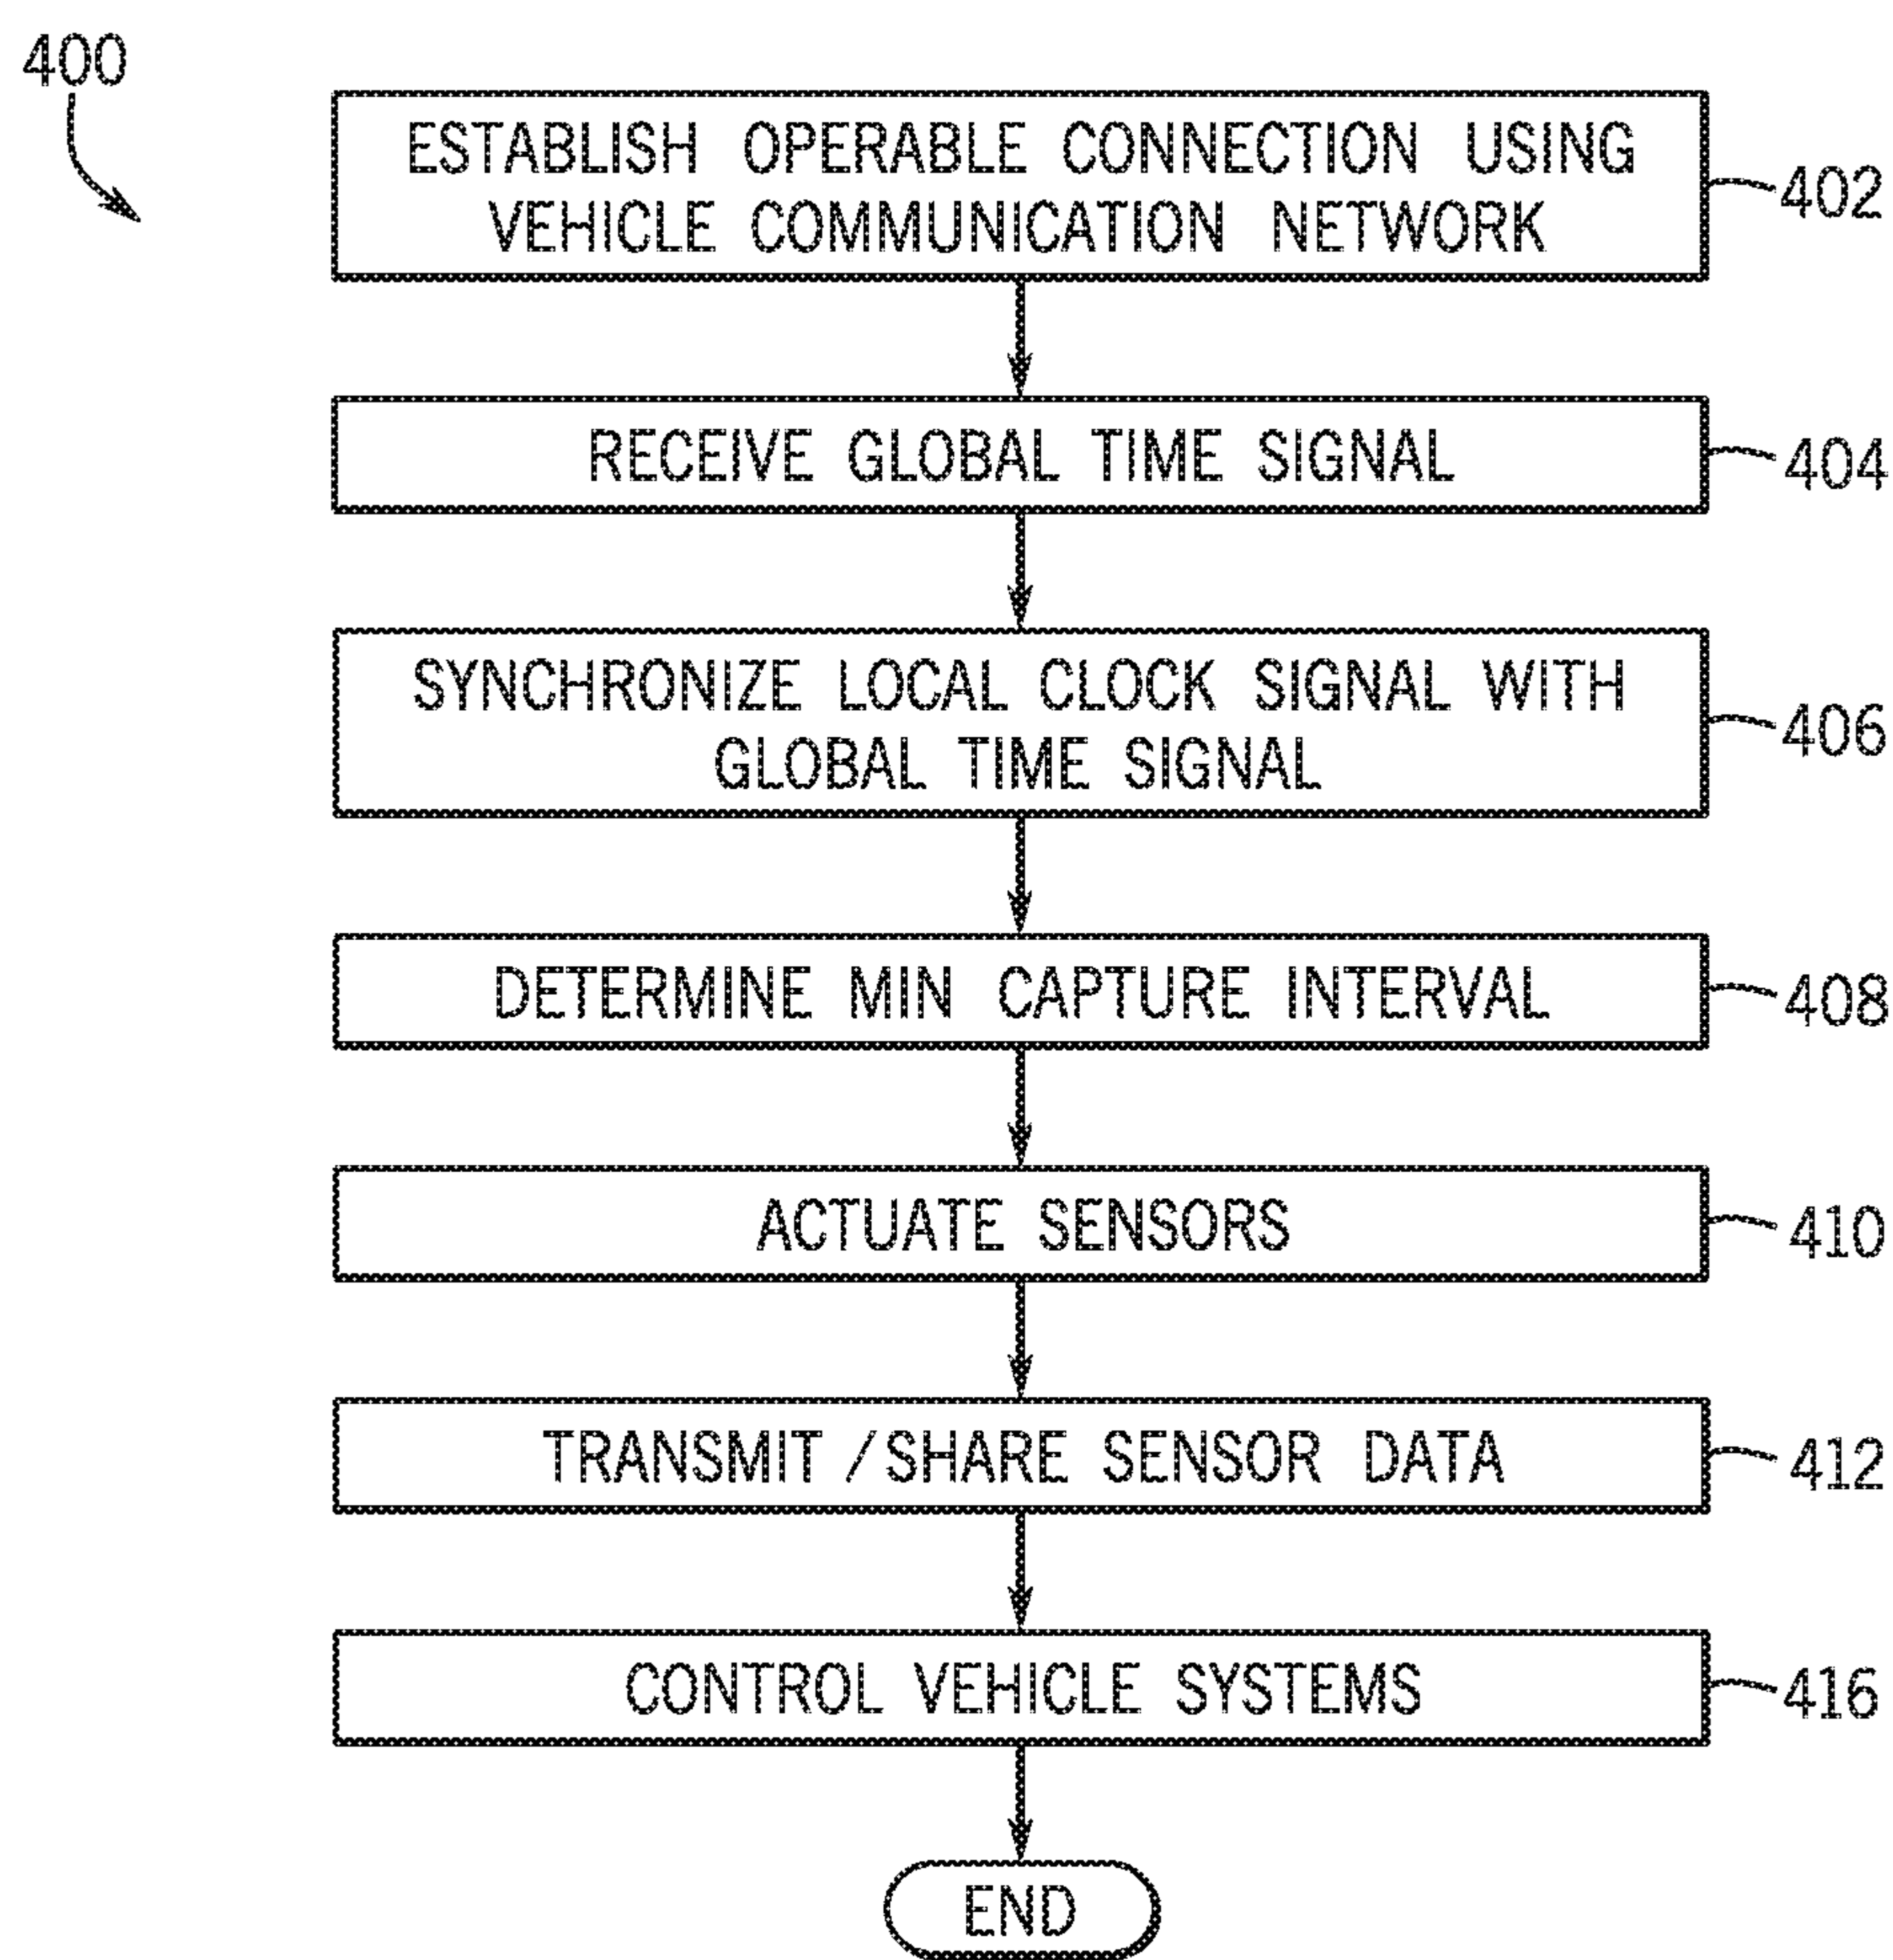 400
ESTABLISH OPERABLE CONNECTION USING
VEHICLE COMMUNICATION NETWORK
402
RECEIVE GLOBAL TIME SIGNAL
404
SYNCHRONIZE LOCAL CLOCK SIGNAL WITH
GLOBAL TIME SIGNAL
406
DETERMINE MIN CAPTURE INTERVAL
408
ACTUATE SENSORS
410
TRANSMIT/SHARE SENSOR DATA
412
CONTROL VEHICLE SYSTEMS
416
END